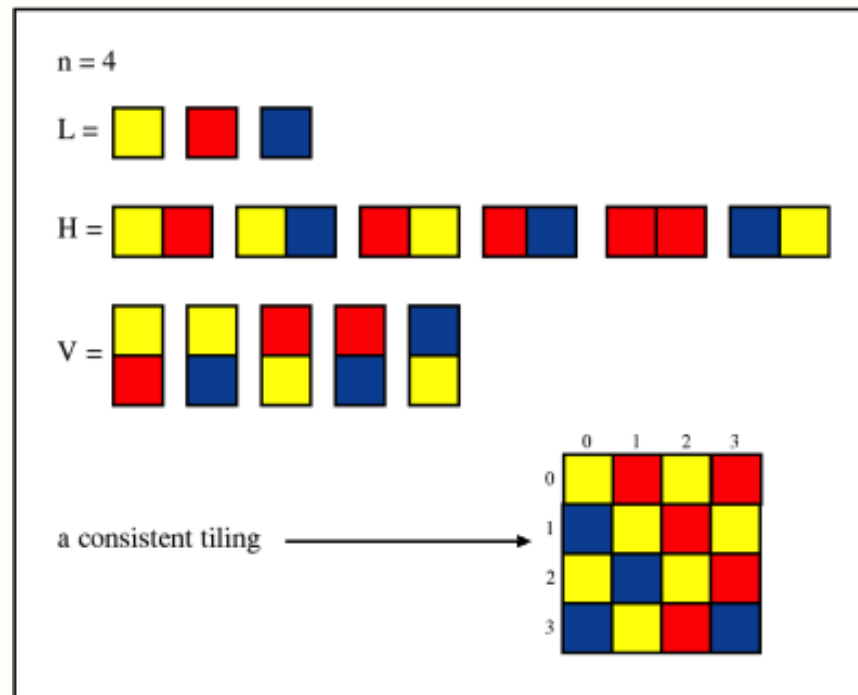 n = 4
L =
H =
V =
0 1 2 3
0
1
a consistent tiling
2
3